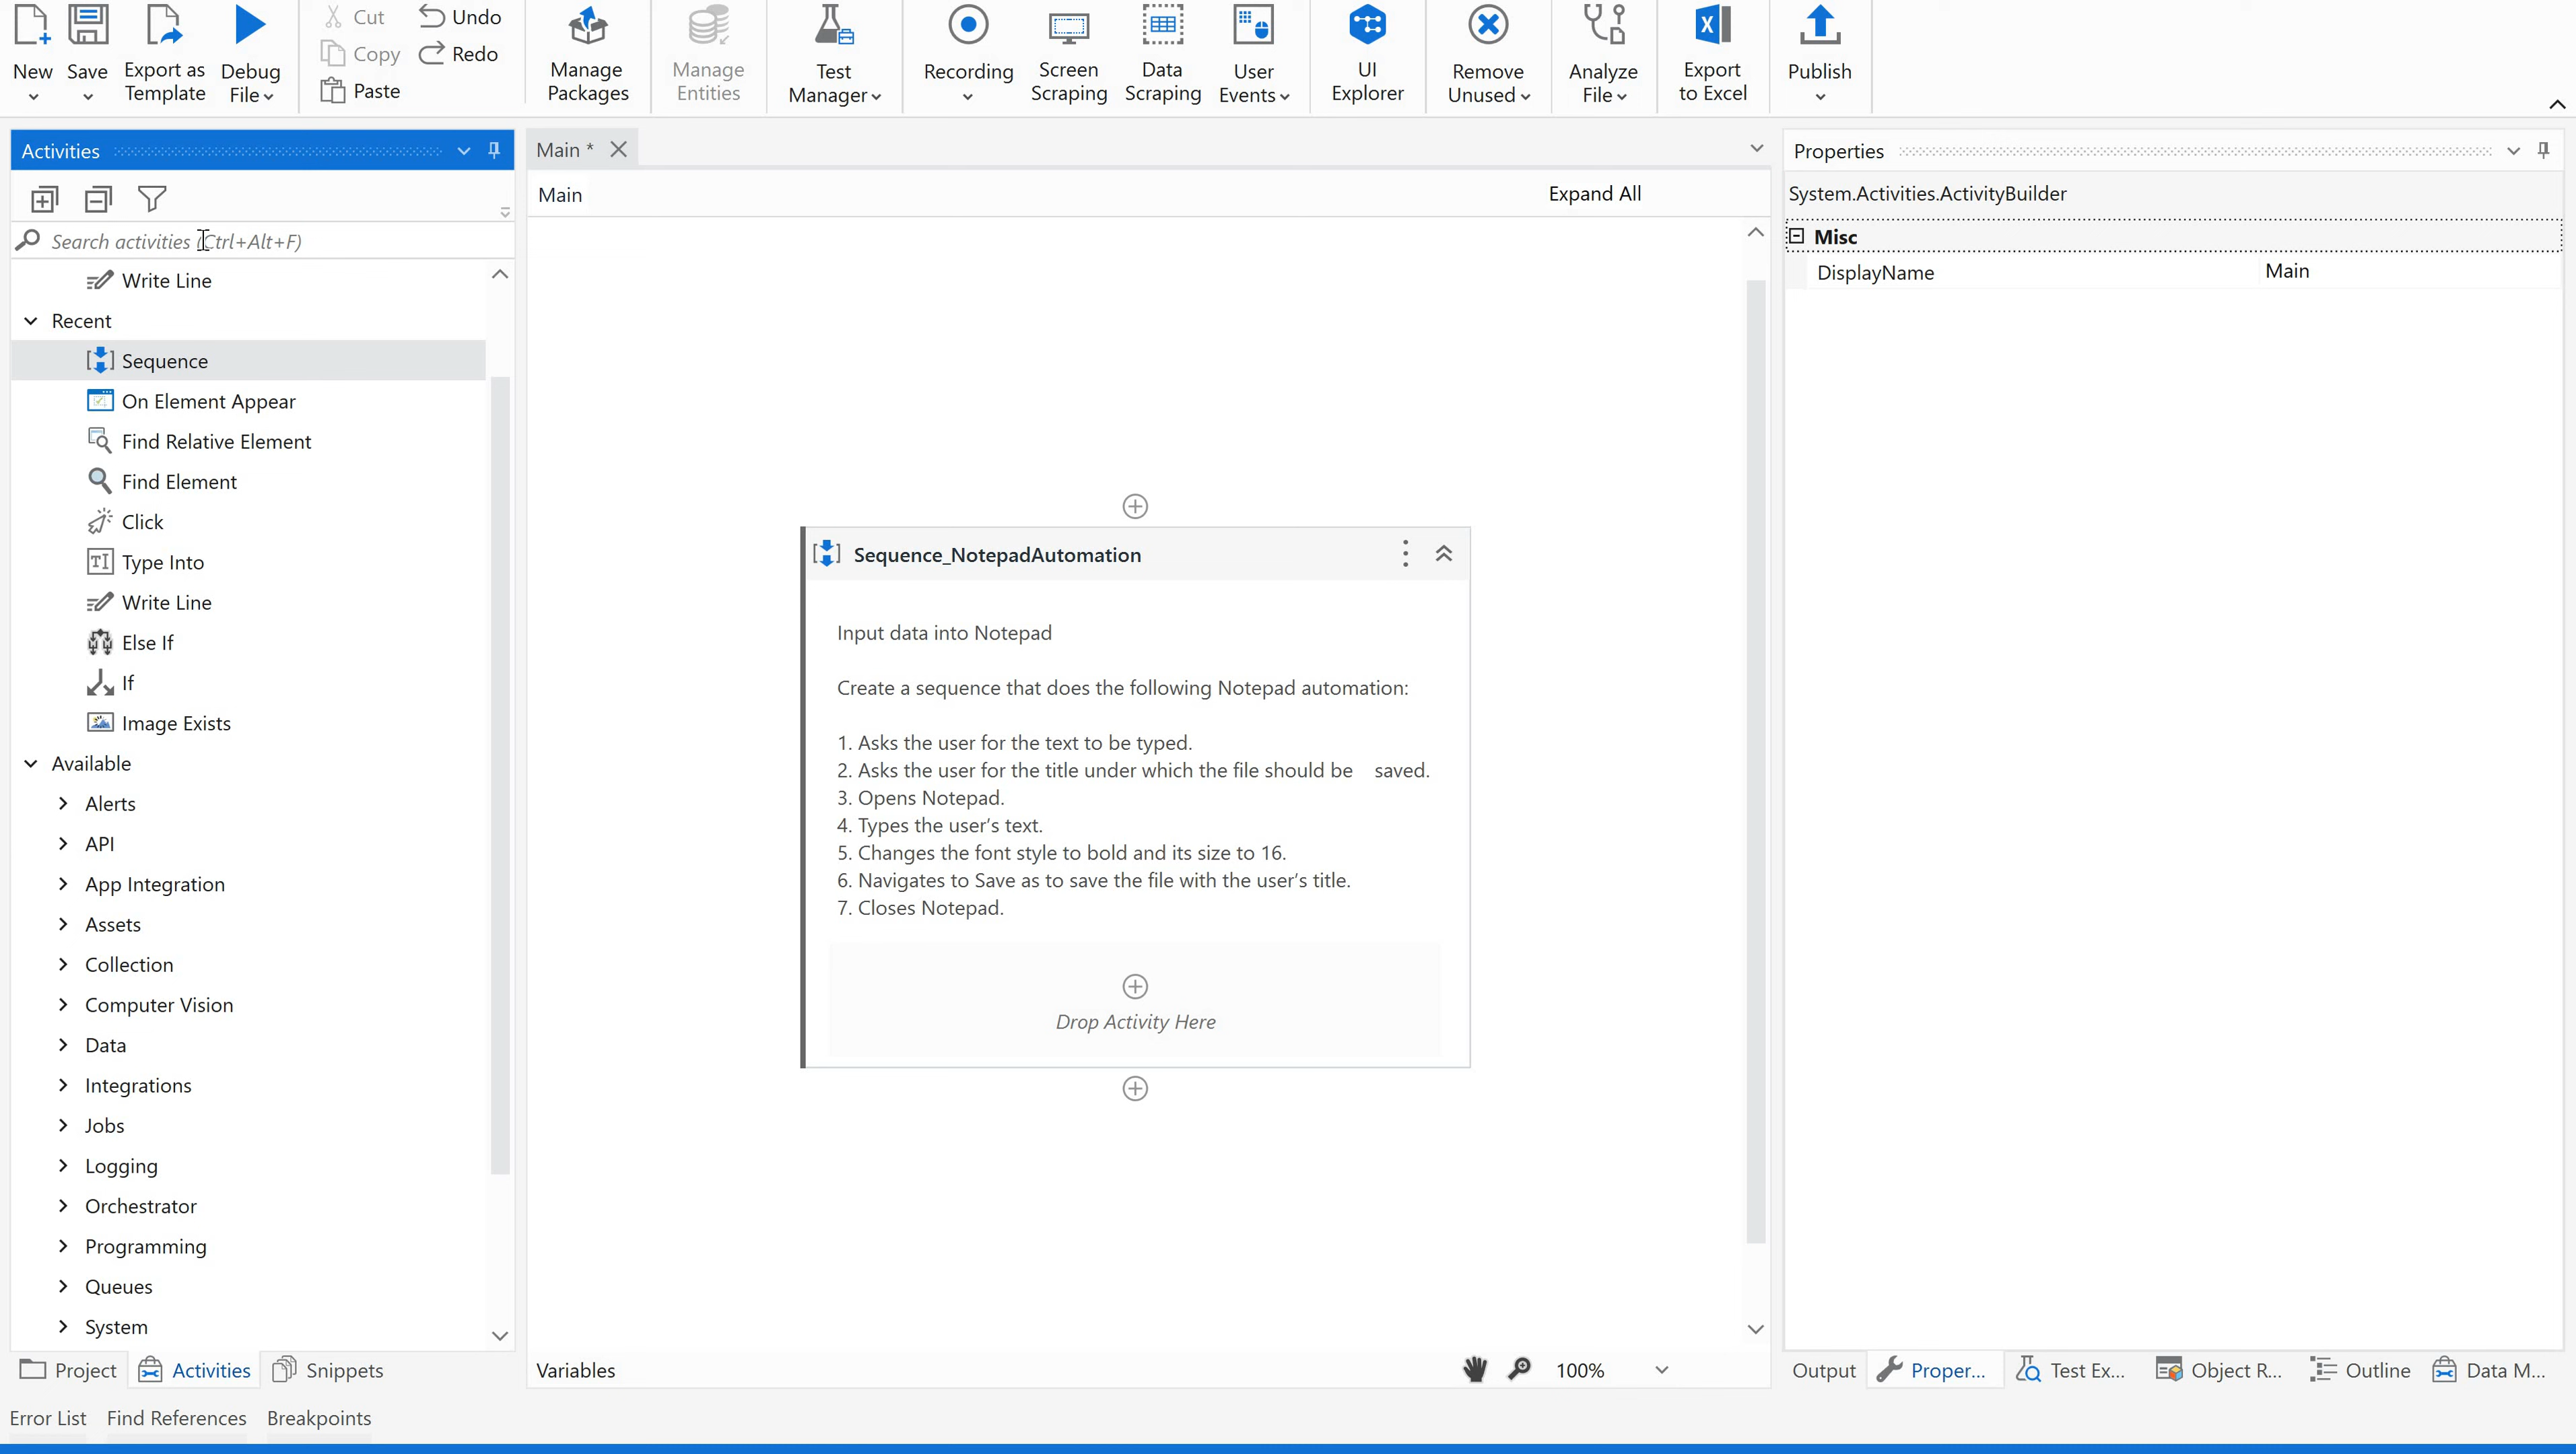 New
Save
Export as
Template
Debug
File
Cut
Copy
Paste
Undo
Redo
Manage
Packages
Manage
Entities
Test
Manager
Recording
Screen
Scraping
Data
Scraping
User
Events
UI
Explorer
Remove
Unused
Analyze
File
Export
to Excel
Publish
Activities
Search activities (Ctrl+Alt+F)
Write Line
Recent
Sequence
On Element Appear
Find Relative Element
Find Element
Click
Type Into
Write Line
Else If
If
Image Exists
Available
Alerts
API
App Integration
Assets
Collection
Computer Vision
Data
Integrations
Jobs
Logging
Orchestrator
Programming
Queues
System
Project
Activities
Snippets
Main *
Main
Expand All
Sequence_NotepadAutomation
Input data into Notepad
Create a sequence that does the following Notepad automation:
1. Asks the user for the text to be typed.
2. Asks the user for the title under which the file should be saved.
3. Opens Notepad.
4. Types the user's text.
5. Changes the font style to bold and its size to 16.
6. Navigates to Save as to save the file with the user's title.
7. Closes Notepad.
Drop Activity Here
Variables
100%
Properties
System.Activities.ActivityBuilder
Misc
DisplayName Main
Output
Proper...
Test Ex...
Object R...
Outline
Data M...
Error List
Find References
Breakpoints